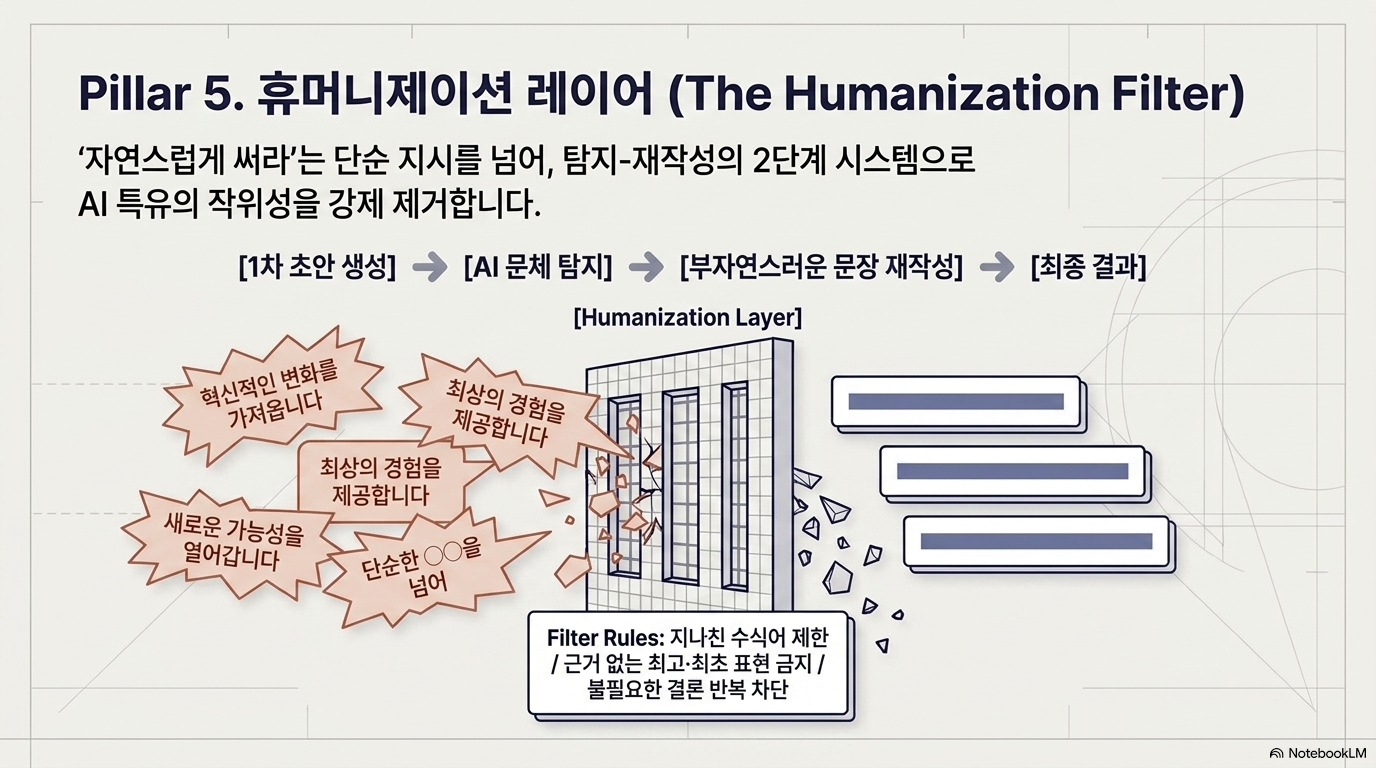 Pillar 5. 휴머니제이션 레이어 (The Humanization Filter)
‘자연스럽게 써라’는 단순 지시를 넘어, 탐지-재작성의 2단계 시스템으로
AI 특유의 작위성을 강제 제거합니다.
[1차 초안 생성] → [AI 문체 탐지] → [부자연스러운 문장 재작성] → [최종 결과]
[Humanization Layer]
혁신적인 변화를
가져옵니다
최상의 경험을
제공합니다
최상의 경험을
제공합니다
새로운 가능성을
열어갑니다
단순한 ○○을
넘어
Filter Rules: 지나친 수식어 제한
/ 근거 없는 최고·최초 표현 금지 /
불필요한 결론 반복 차단
NotebookLM